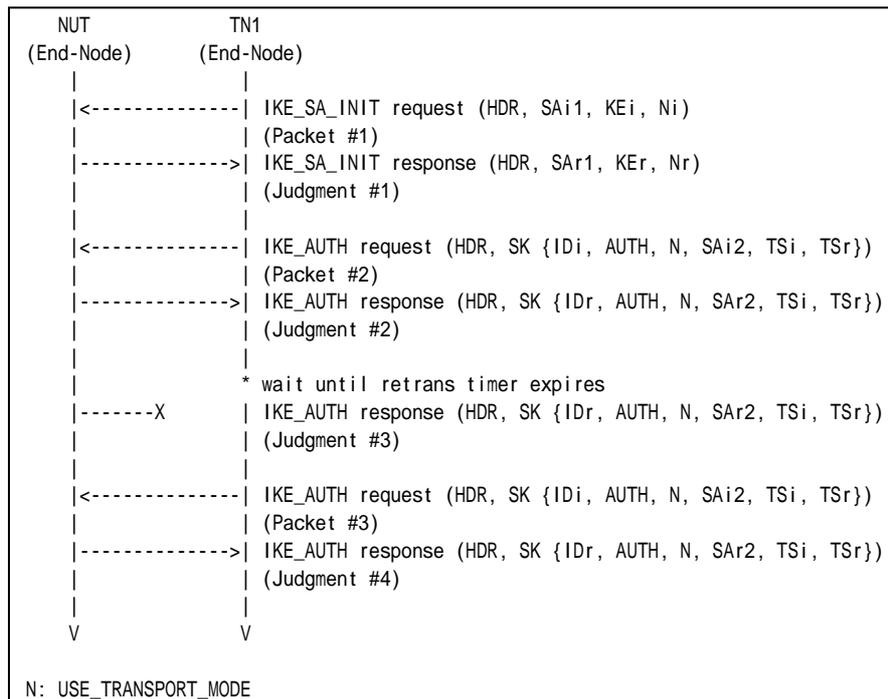 NUT TN1
(End-Node) (End-Node)
| |
|<--------------| IKE_SA_INIT request (HDR, SAi1, KEi, Ni)
| | (Packet #1)
|-------------->| IKE_SA_INIT response (HDR, SAr1, KEr, Nr)
| | (Judgment #1)
| |
|<--------------| IKE_AUTH request (HDR, SK {IDi, AUTH, N, SAi2, TSi, TSr})
| | (Packet #2)
|-------------->| IKE_AUTH response (HDR, SK {IDr, AUTH, N, SAr2, TSi, TSr})
| | (Judgment #2)
| |
| * wait until retrans timer expires
|-------X | IKE_AUTH response (HDR, SK {IDr, AUTH, N, SAr2, TSi, TSr})
| | (Judgment #3)
| |
|<--------------| IKE_AUTH request (HDR, SK {IDi, AUTH, N, SAi2, TSi, TSr})
| | (Packet #3)
|-------------->| IKE_AUTH response (HDR, SK {IDr, AUTH, N, SAr2, TSi, TSr})
| | (Judgment #4)
| |
V V
N: USE_TRANSPORT_MODE